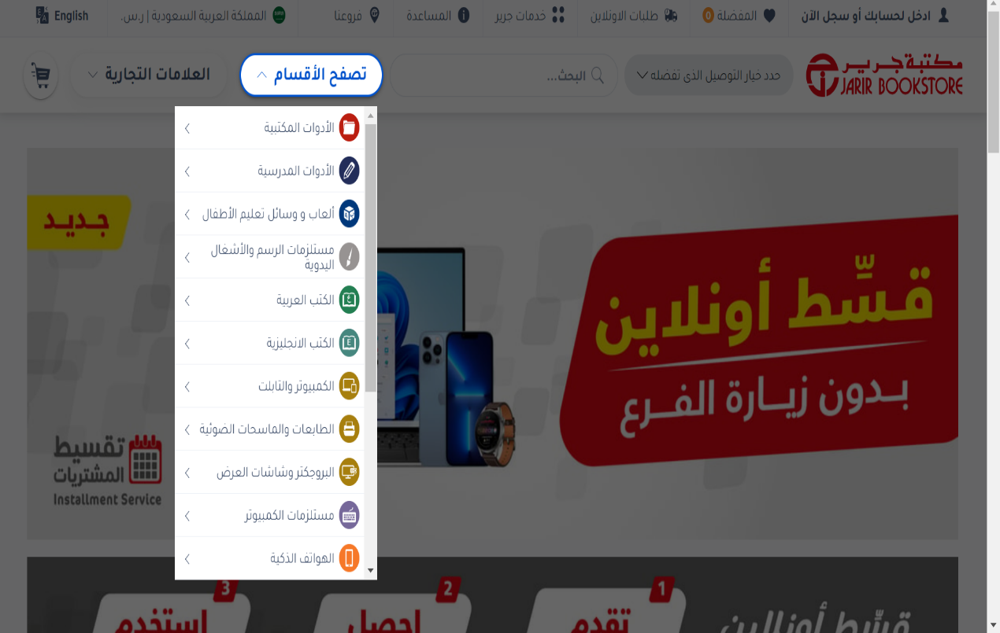 ادخل لحسابك أو سجل الآن
المفضلة 0
طلبات الاونلاين
خدمات جرير
المساعدة
فروعنا
المملكة العربية السعودية | ر.س.
English
مكتبة جرير
JARIR BOOKSTORE
حدد خيار التوصيل الذي تفضله
البحث...
تصفح الأقسام
العلامات التجارية
الأدوات المكتبية
الأدوات المدرسية
ألعاب و وسائل تعليم الأطفال
مستلزمات الرسم والأشغال
اليدوية
الكتب العربية
الكتب الانجليزية
الكمبيوتر والتابلت
الطابعات والماسحات الضوئية
البروجكتر وشاشات العرض
مستلزمات الكمبيوتر
الهواتف الذكية
جديد
قسِّط أونلاين
بدون زيارة الفرع
تقسيط
المشتريات
Installment Service
قسِّط أونلاين
1
تقدم
2
احصل
3
استخدم